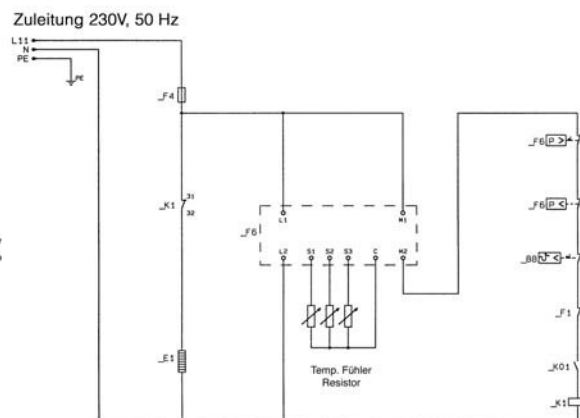 Zuleitung 230V, 50 Hz
L11
N
PE
PE
_F4
_F6 P >
31
_K1
32
_F6 P <
L1
M1
_F6
L2 S1 S2 S3 C M2
_B8 <
_F1
_E1
Temp. Fühler
Resistor
_K01
_K1